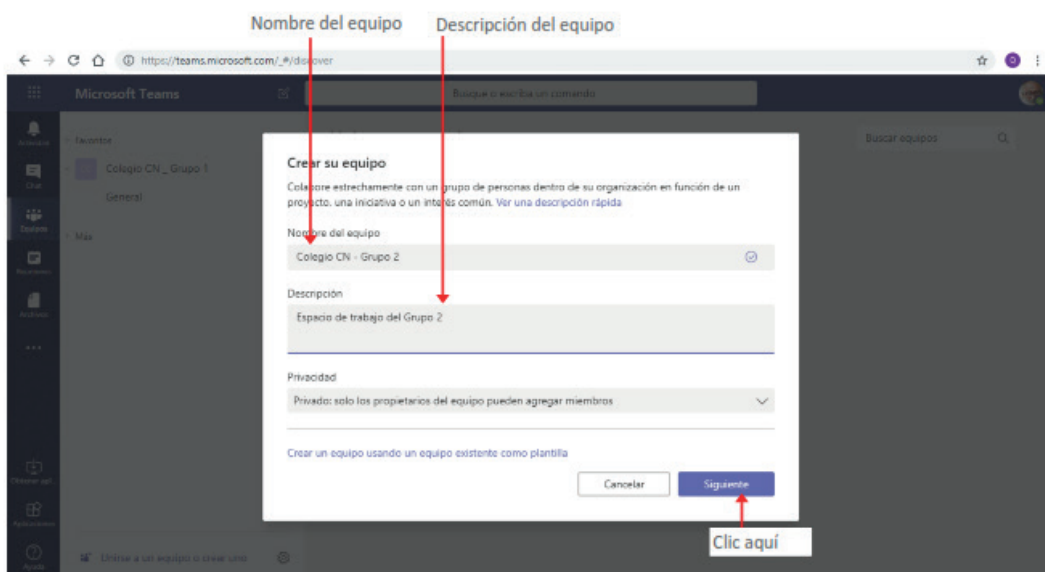 Nombre del equipo
Descripción del equipo
https://teams.microsoft.com/_#/discover
Microsoft Teams
Busque o escriba un comando
Favoritos
Buscar equipos
Colegio CN _ Grupo 1
General
Chat
Equipos
Más
Archivos
Crear su equipo
Colabore estrechamente con un grupo de personas dentro de su organización en función de un
proyecto, una iniciativa o un interés común. Ver una descripción rápida
Nombre del equipo
Colegio CN - Grupo 2
Descripción
Espacio de trabajo del Grupo 2
Privacidad
Privado: solo los propietarios del equipo pueden agregar miembros
Crear un equipo usando un equipo existente como plantilla
Cancelar
Siguiente
Clic aquí
Aplicaciones
Unirse a un equipo o crear uno
Ayuda